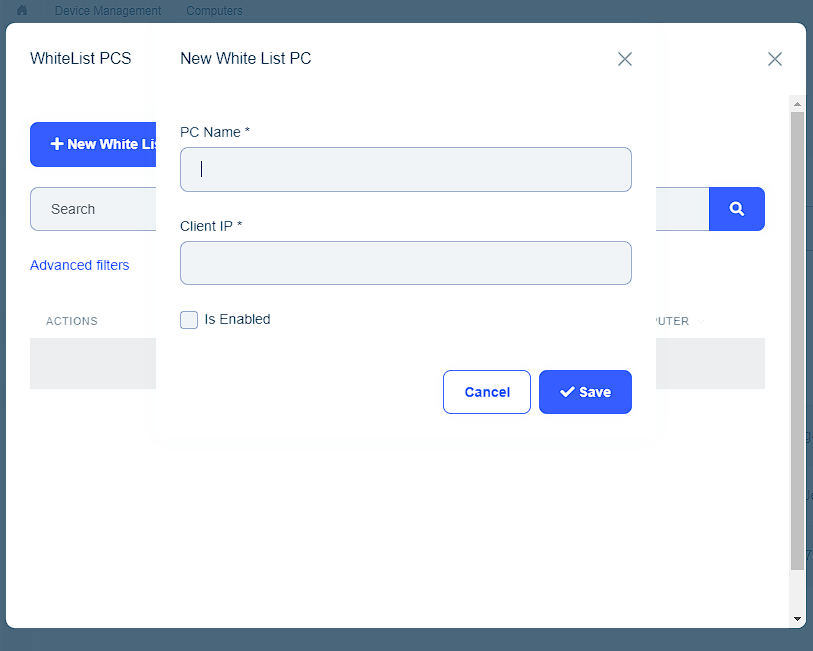 Device Management Computers
WhiteList PCS
New White List PC
PC Name *
New White Lis
Search
Client IP *
Advanced filters
Is Enabled
ACTIONS
PUTER
Cancel
Save